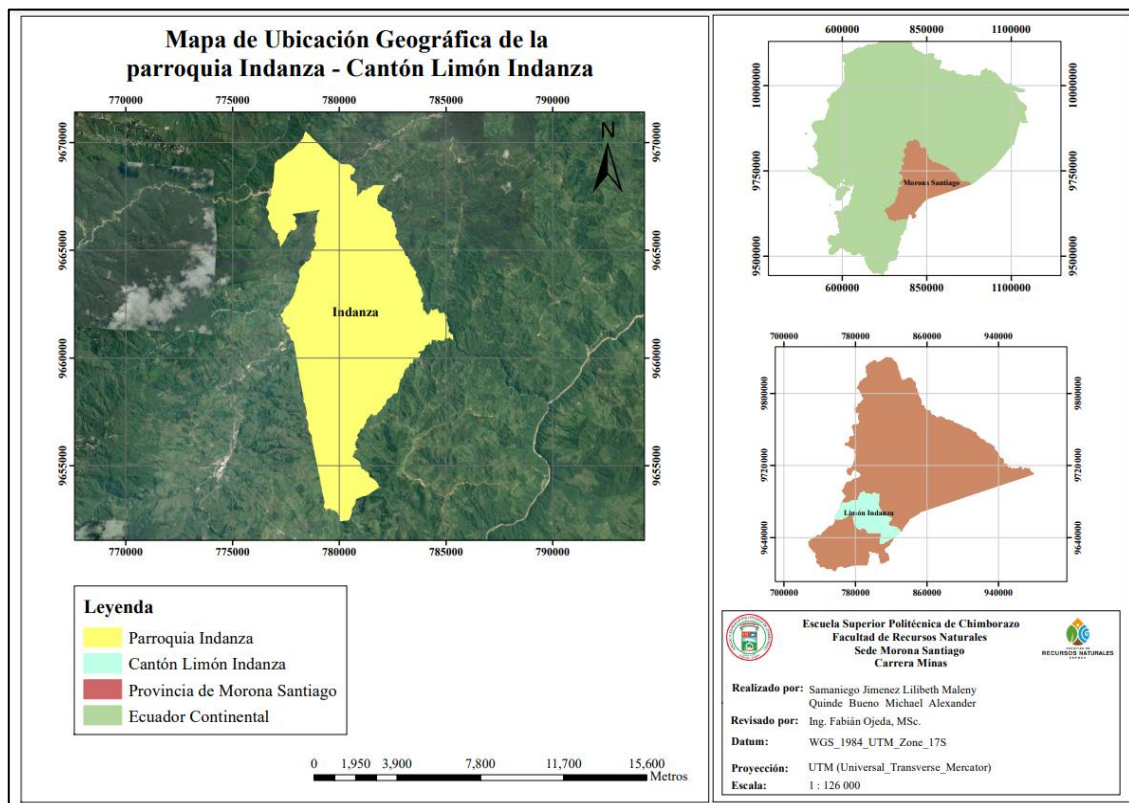 Mapa de Ubicación Geográfica de la
parroquia Indanza - Cantón Limón Indanza
770000 775000 780000 785000 790000
9670000
9665000
9660000
9655000
N
Indanza
770000 775000 780000 785000 790000
Leyenda
Parroquia Indanza
Cantón Limón Indanza
Provincia de Morona Santiago
Ecuador Continental
0 1,950 3,900 7,800 11,700 15,600
Metros
600000 850000 1100000
10000000 10000000
9750000 9750000
9500000 9500000
Morona Santiago
600000 850000 1100000
700000 780000 860000 940000
9800000 9800000
9720000 9720000
9640000 9640000
Limón Indanza
700000 780000 860000 940000
Escuela Superior Politécnica de Chimborazo
Facultad de Recursos Naturales
Sede Morona Santiago
Carrera Minas
RECURSOS NATURALES
Realizado por: Samaniego Jimenez Lilibeth Maleny
Quinde Bueno Michael Alexander
Revisado por: Ing. Fabián Ojeda, MSc.
Datum: WGS_1984_UTM_Zone_17S
Proyección: UTM (Universal_Transverse_Mercator)
Escala: 1 : 126 000